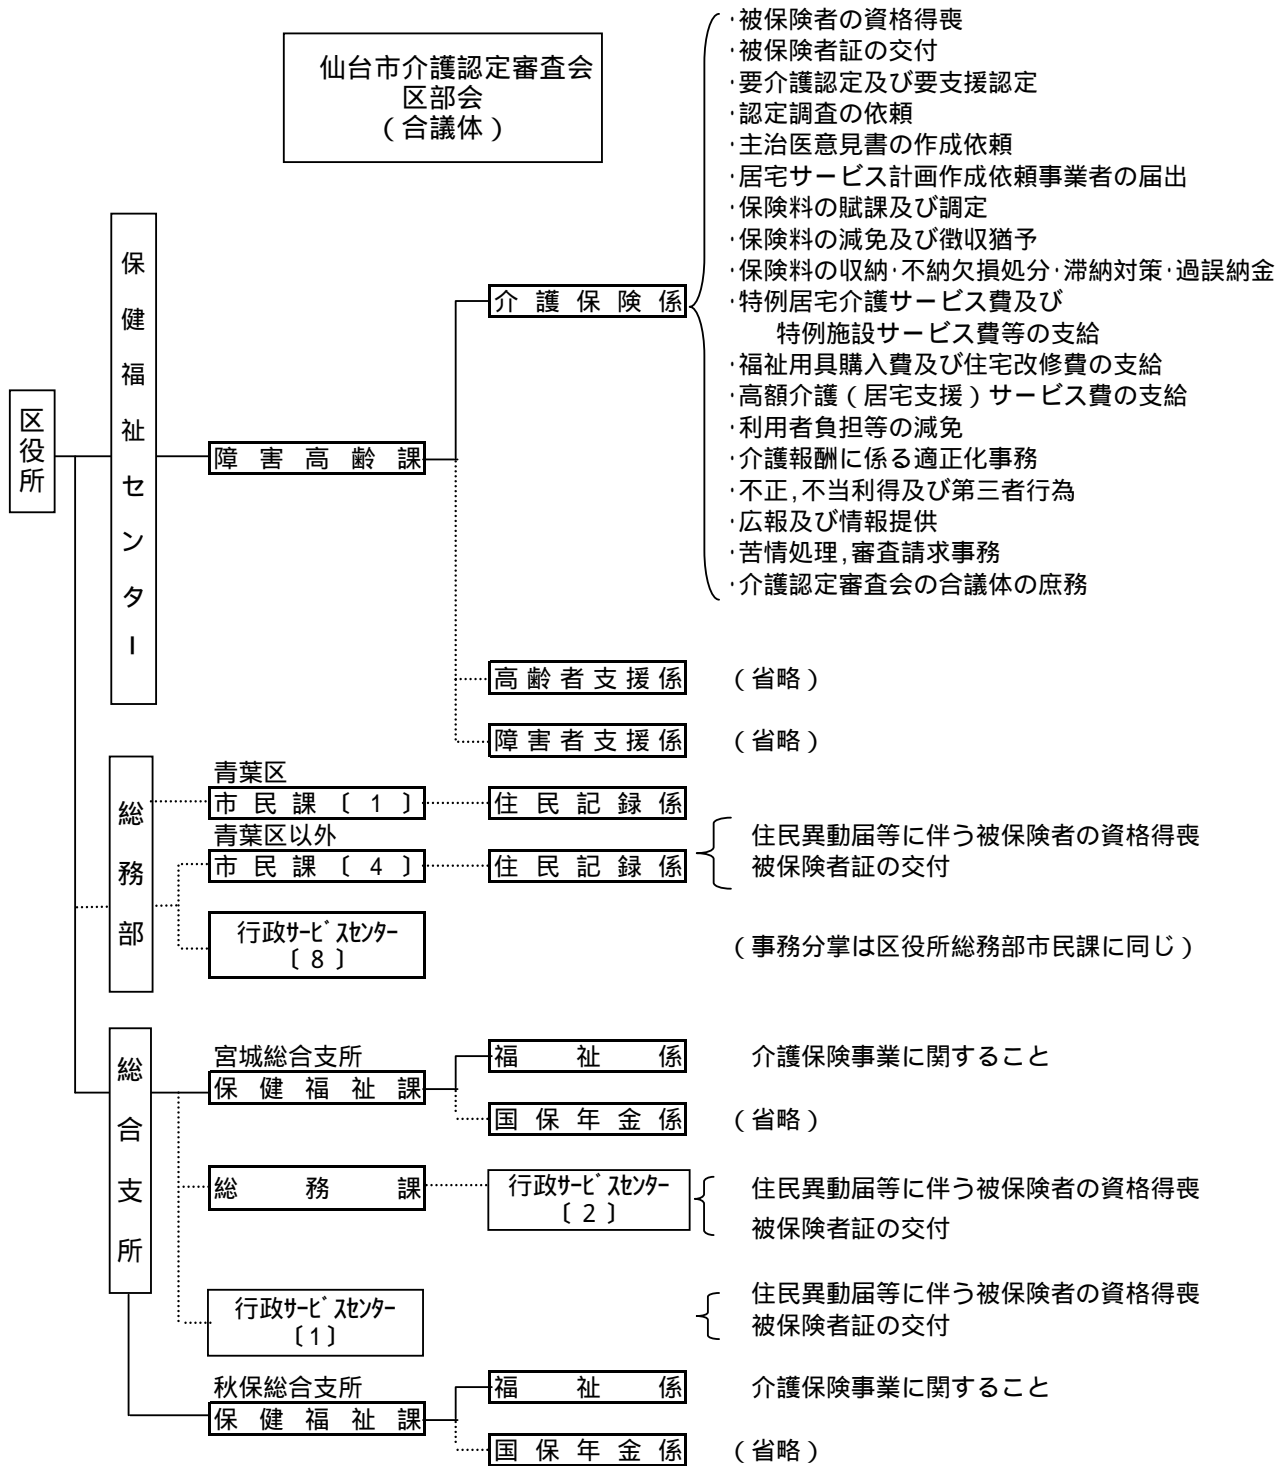 仙台市介護認定審査会
区部会
（合議体）
･被保険者の資格得喪
･被保険者証の交付
･要介護認定及び要支援認定
･認定調査の依頼
･主治医意見書の作成依頼
･居宅サービス計画作成依頼事業者の届出
･保険料の賦課及び調定
･保険料の減免及び徴収猶予
･保険料の収納･不納欠損処分･滞納対策･過誤納金
･特例居宅介護サービス費及び
特例施設サービス費等の支給
･福祉用具購入費及び住宅改修費の支給
･高額介護（居宅支援）サービス費の支給
･利用者負担等の減免
･介護報酬に係る適正化事務
･不正,不当利得及び第三者行為
･広報及び情報提供
･苦情処理,審査請求事務
･介護認定審査会の合議体の庶務
区役所
保健福祉センター
障害高齢課
介護保険係
高齢者支援係 （省略）
障害者支援係 （省略）
総務部
青葉区
市民課〔1〕 住民記録係
青葉区以外
市民課〔4〕 住民記録係
住民異動届等に伴う被保険者の資格得喪
被保険者証の交付
行政ｻｰﾋﾞｽｾﾝﾀｰ
〔8〕
（事務分掌は区役所総務部市民課に同じ）
総合支所
宮城総合支所
保健福祉課
福祉係 介護保険事業に関すること
国保年金係 （省略）
総務課
行政ｻｰﾋﾞｽｾﾝﾀｰ
〔2〕
住民異動届等に伴う被保険者の資格得喪
被保険者証の交付
行政ｻｰﾋﾞｽｾﾝﾀｰ
〔1〕
住民異動届等に伴う被保険者の資格得喪
被保険者証の交付
秋保総合支所
保健福祉課
福祉係 介護保険事業に関すること
国保年金係 （省略）